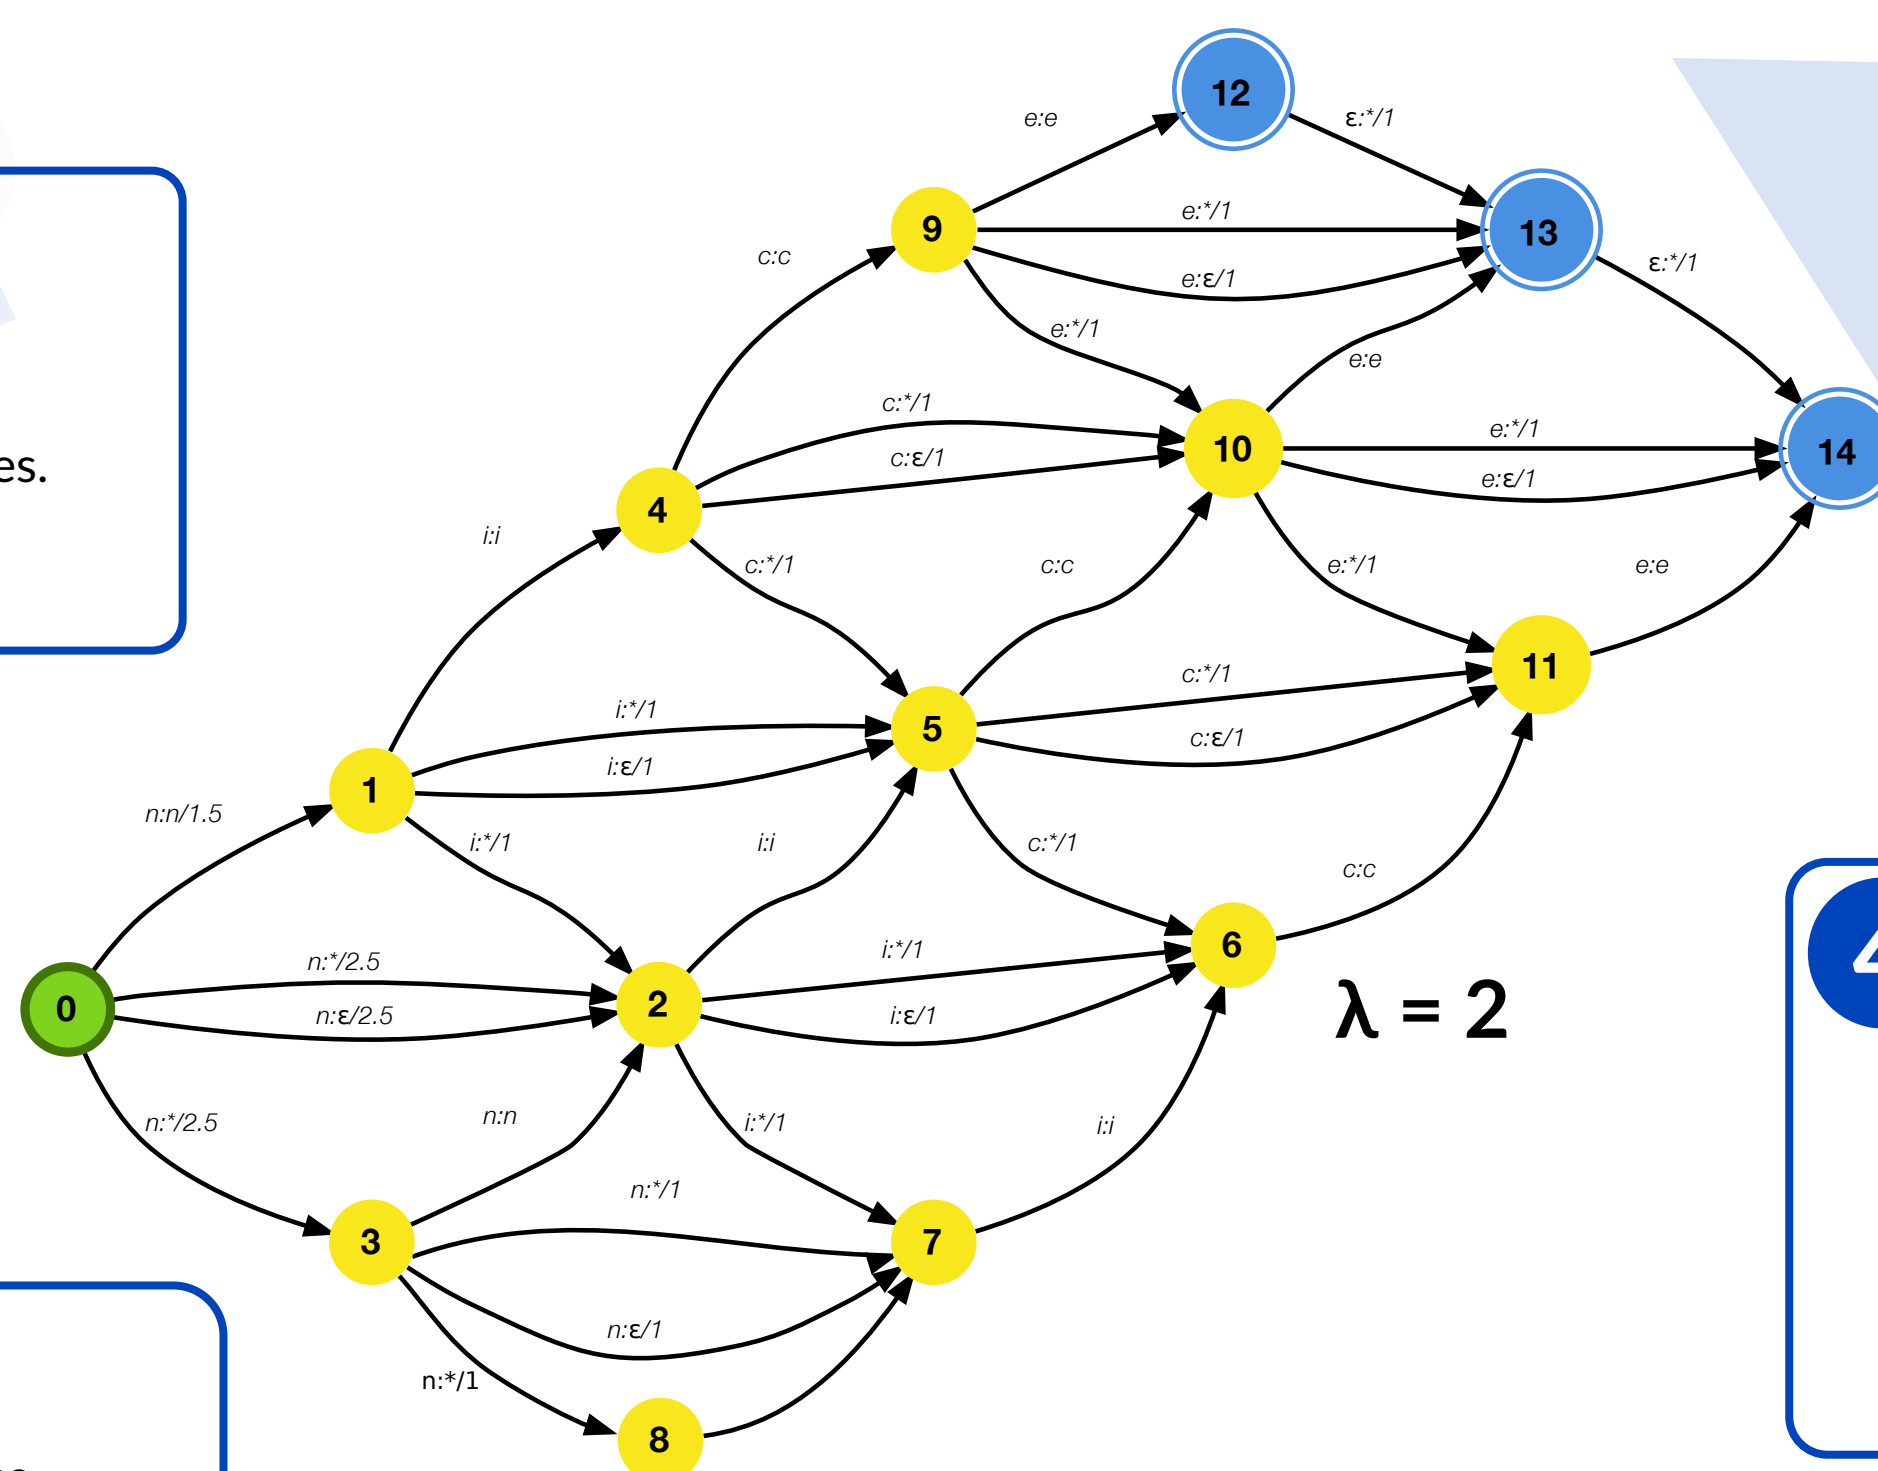 12
e:e
ε:*/1
9
e:*/1
13
c:c
e:ε/1
ε:*/1
e:*/1
e:e
c:*/1
10
e:*/1
14
c:ε/1
e:ε/1
es.
4
i:i
c:*/1
c:c
e:*/1
e:e
11
c:*/1
i:*/1
5
c:ε/1
i:ε/1
1
n:n/1.5
i:*/1
i:i
c:*/1
c:c
i:*/1
6
n:*/2.5
0
n:ε/2.5
2
i:ε/1
λ = 2
n:*/2.5
n:n
i:*/1
i:i
n:*/1
3
7
n:ε/1
n:*/1
8